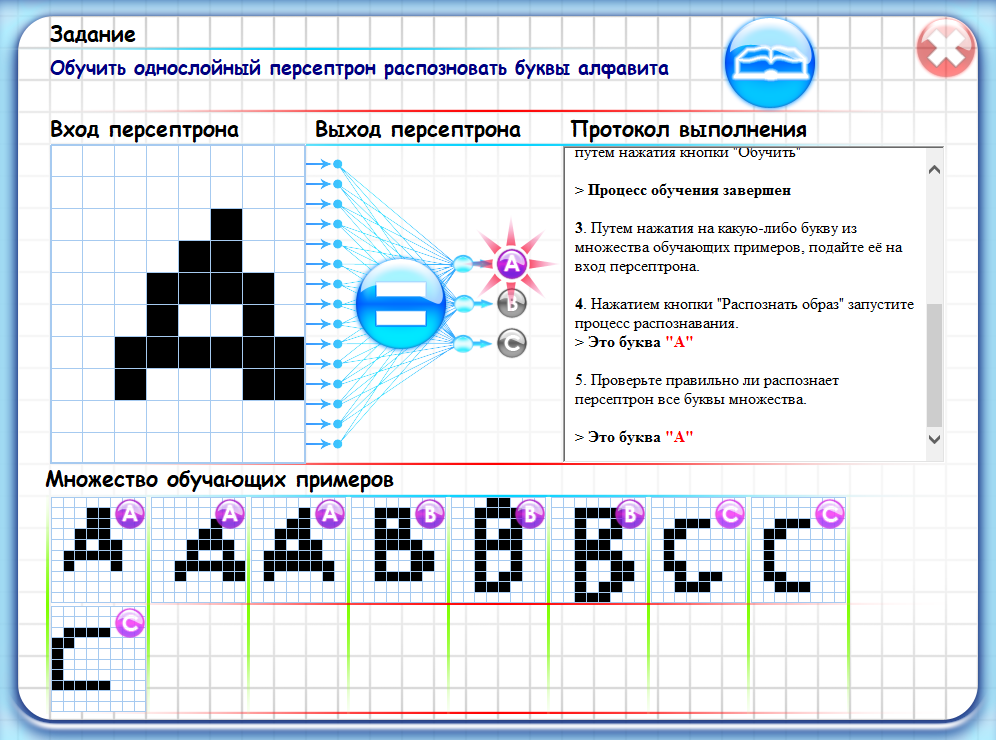 Задание
Обучить однослойный персептрон распозновать буквы алфавита
Вход персептрона
Выход персептрона
Протокол выполнения
путем нажатия кнопки "Обучить"
> Процесс обучения завершен
3. Путем нажатия на какую-либо букву из
множества обучающих примеров, подайте её на
вход персептрона.
4. Нажатием кнопки "Распознать образ" запустите
процесс распознавания.
> Это буква "A"
5. Проверьте правильно ли распознает
персептрон все буквы множества.
> Это буква "A"
A
B
C
Множество обучающих примеров
A A A B B B C C
C